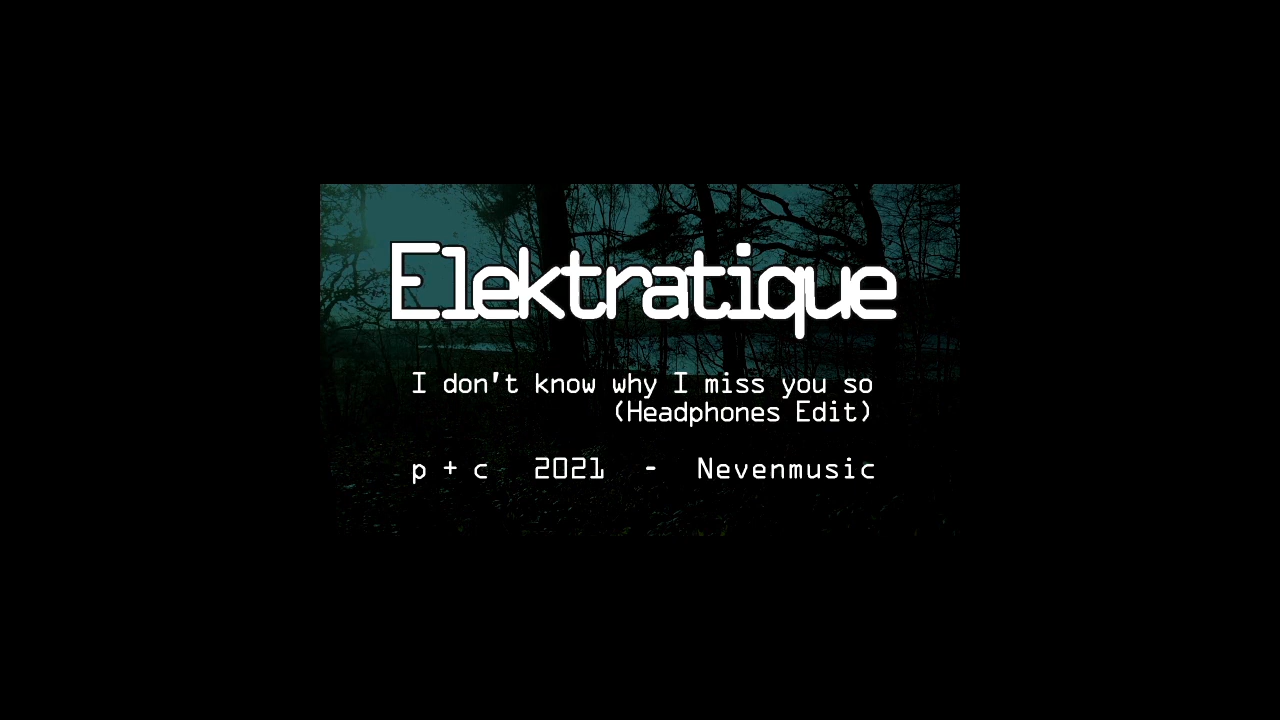 Elektratique
I don't know why I miss you so
(Headphones Edit)
p + c 2021 - Nevenmusic